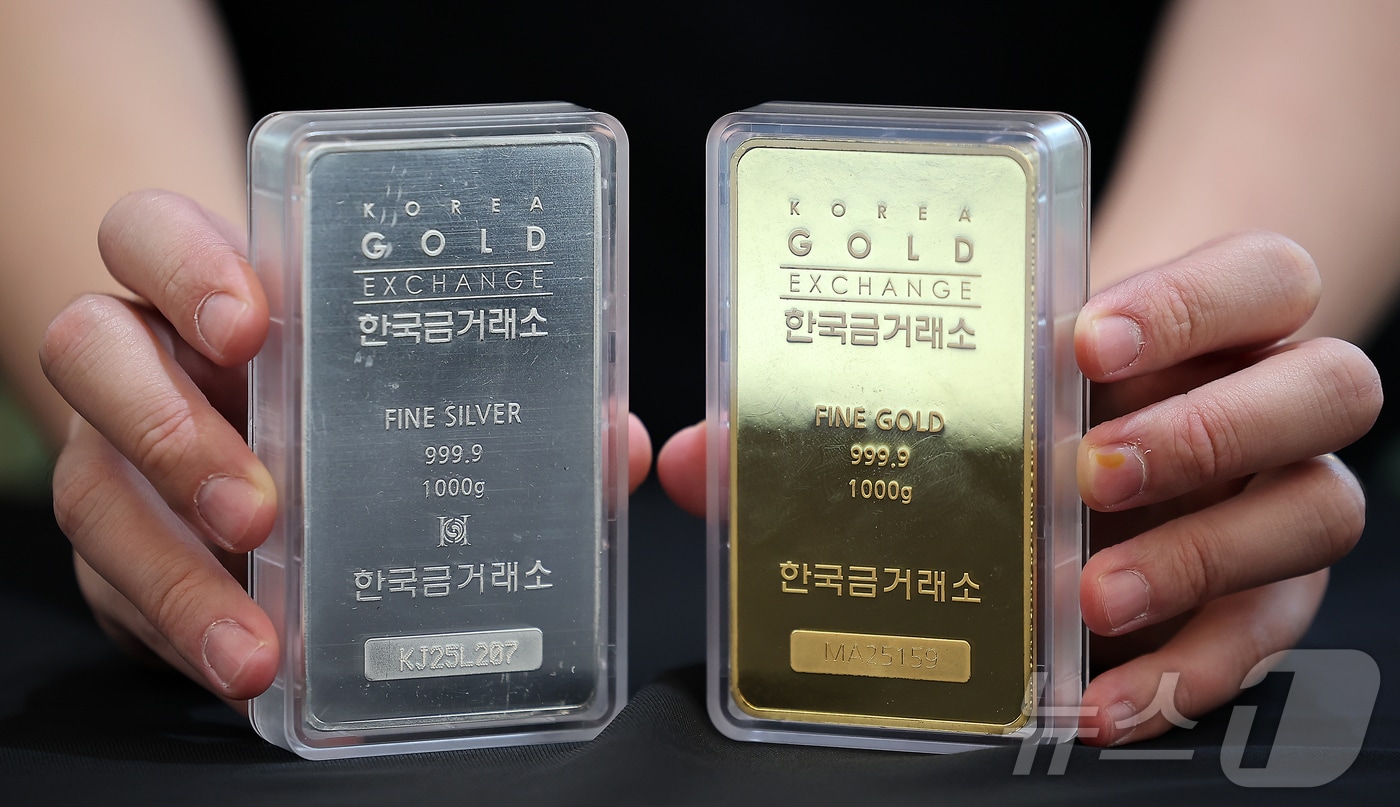 KOREA
GOLD
EXCHANGE
한국금거래소
FINE SILVER
999.9
1000g
한국금거래소
KJ25L207
KOREA
GOLD
EXCHANGE
한국금거래소
FINE GOLD
999.9
1000g
한국금거래소
MA25159
뉴스1